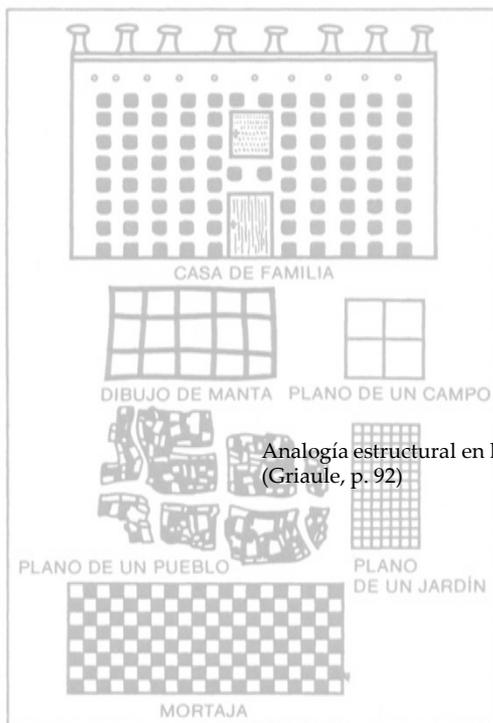 CASA DE FAMILIA
DIBUJO DE MANTA PLANO DE UN CAMPO
Analogía estructural en
(Griaule, p. 92)
PLANO DE UN PUEBLO
PLANO
DE UN JARDÍN
MORTAJA